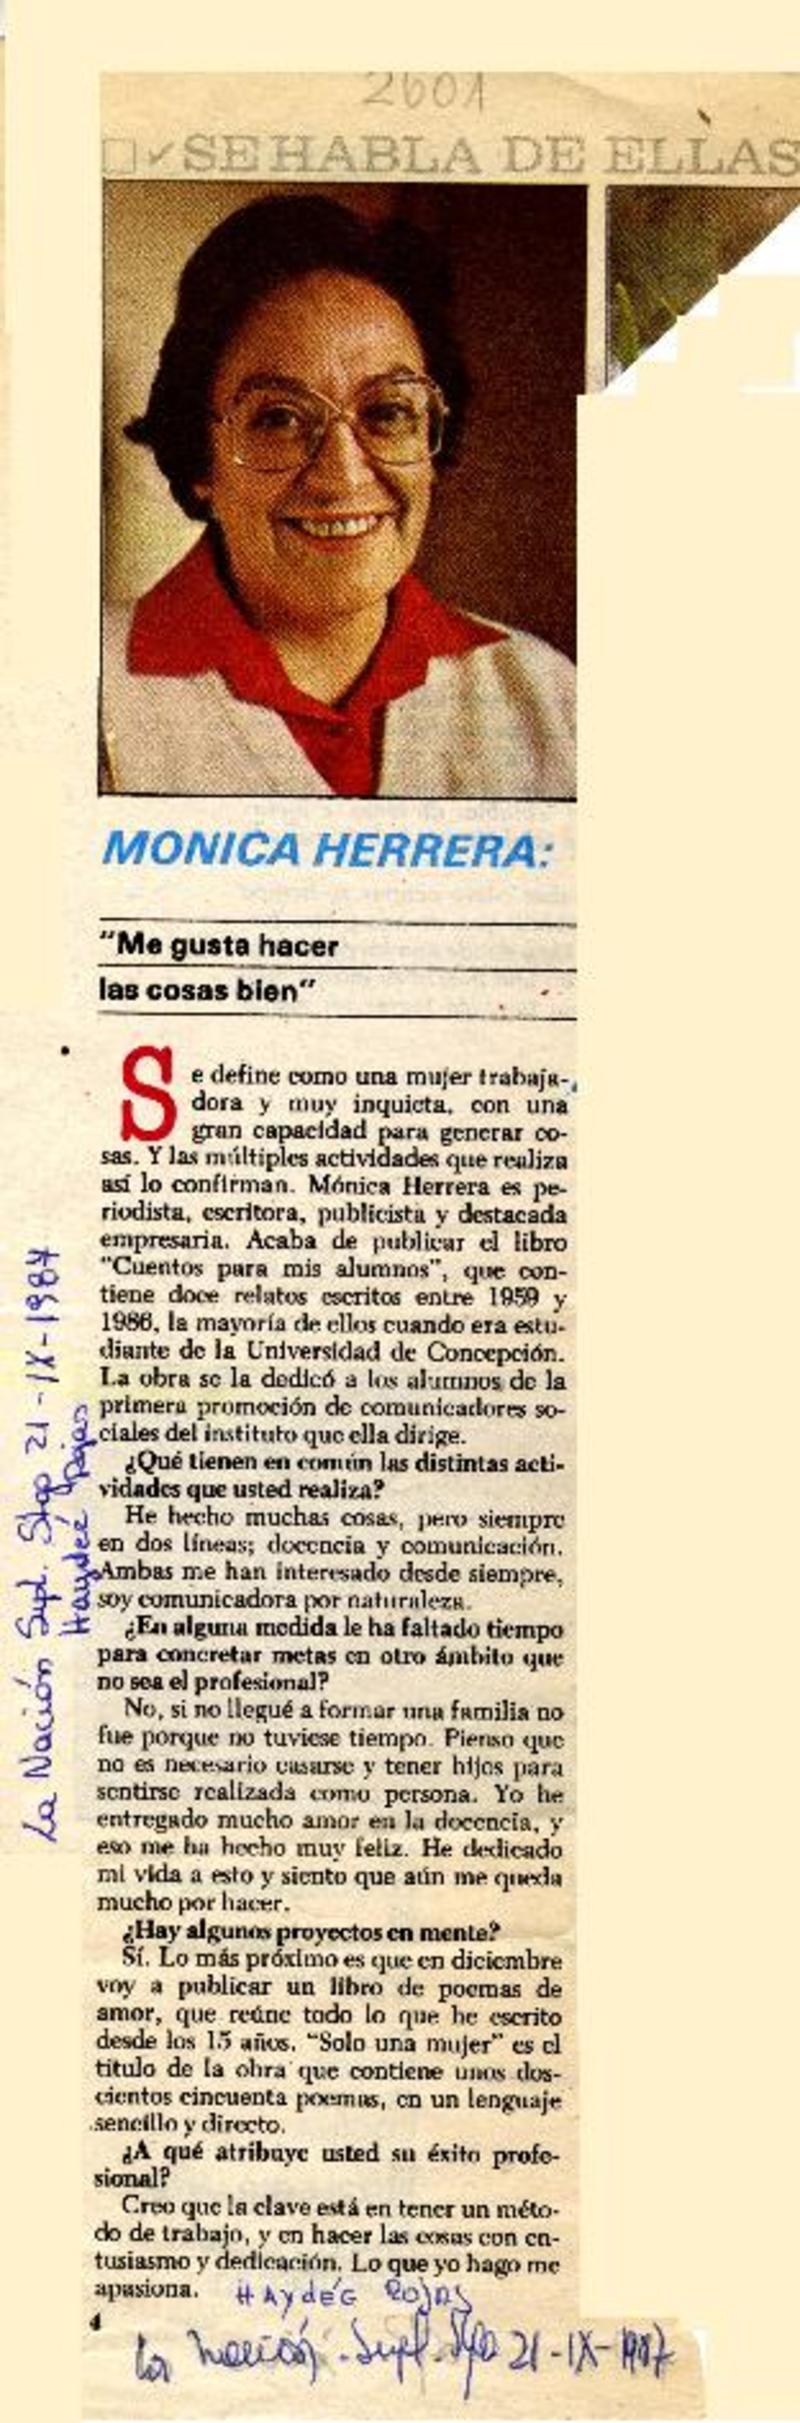 2601
SE HABLA DE ELLAS
MONICA HERRERA:
"Me gusta hacer
las cosas bien"
Se define como una mujer trabaja-
dora y muy inquieta, con una
gran capacidad para generar co-
sas. Y las múltiples actividades que realiza
así lo confirman. Mónica Herrera es pe-
riodista, escritora, publicista y destacada
empresaria. Acaba de publicar el libro
"Cuentos para mis alumnos", que con-
tiene doce relatos escritos entre 1959 y
1986, la mayoría de ellos cuando era estu-
diante de la Universidad de Concepción.
La obra se la dedicó a los alumnos de la
primera promoción de comunicadores so-
ciales del instituto que ella dirige.
¿Qué tienen en común las distintas acti-
vidades que usted realiza?
He hecho muchas cosas, pero siempre
en dos líneas; docencia y comunicación.
Ambas me han interesado desde siempre,
soy comunicadora por naturaleza.
¿En alguna medida le ha faltado tiempo
para concretar metas en otro ámbito que
no sea el profesional?
No, si no llegué a formar una familia no
fue porque no tuviese tiempo. Pienso que
no es necesario casarse y tener hijos para
sentirse realizada como persona. Yo he
entregado mucho amor en la docencia, y
eso me ha hecho muy feliz. He dedicado
mi vida a esto y siento que aún me queda
mucho por hacer.
¿Hay algunos proyectos en mente?
Sí. Lo más próximo es que en diciembre
voy a publicar un libro de poemas de
amor, que reúne todo lo que he escrito
desde los 15 años. "Solo una mujer" es el
título de la obra que contiene unos dos-
cientos cincuenta poemas, en un lenguaje
sencillo y directo.
¿A qué atribuye usted su éxito profe-
sional?
Creo que la clave está en tener un méto-
do de trabajo, y en hacer las cosas con en-
tusiasmo y dedicación. Lo que yo hago me
apasiona.
HAYDÉE ROJAS
4
La Nación. Supl. 21-IX-1987
La Nación Supl. Stgo 21-IX-1987
Haydeé Rojas